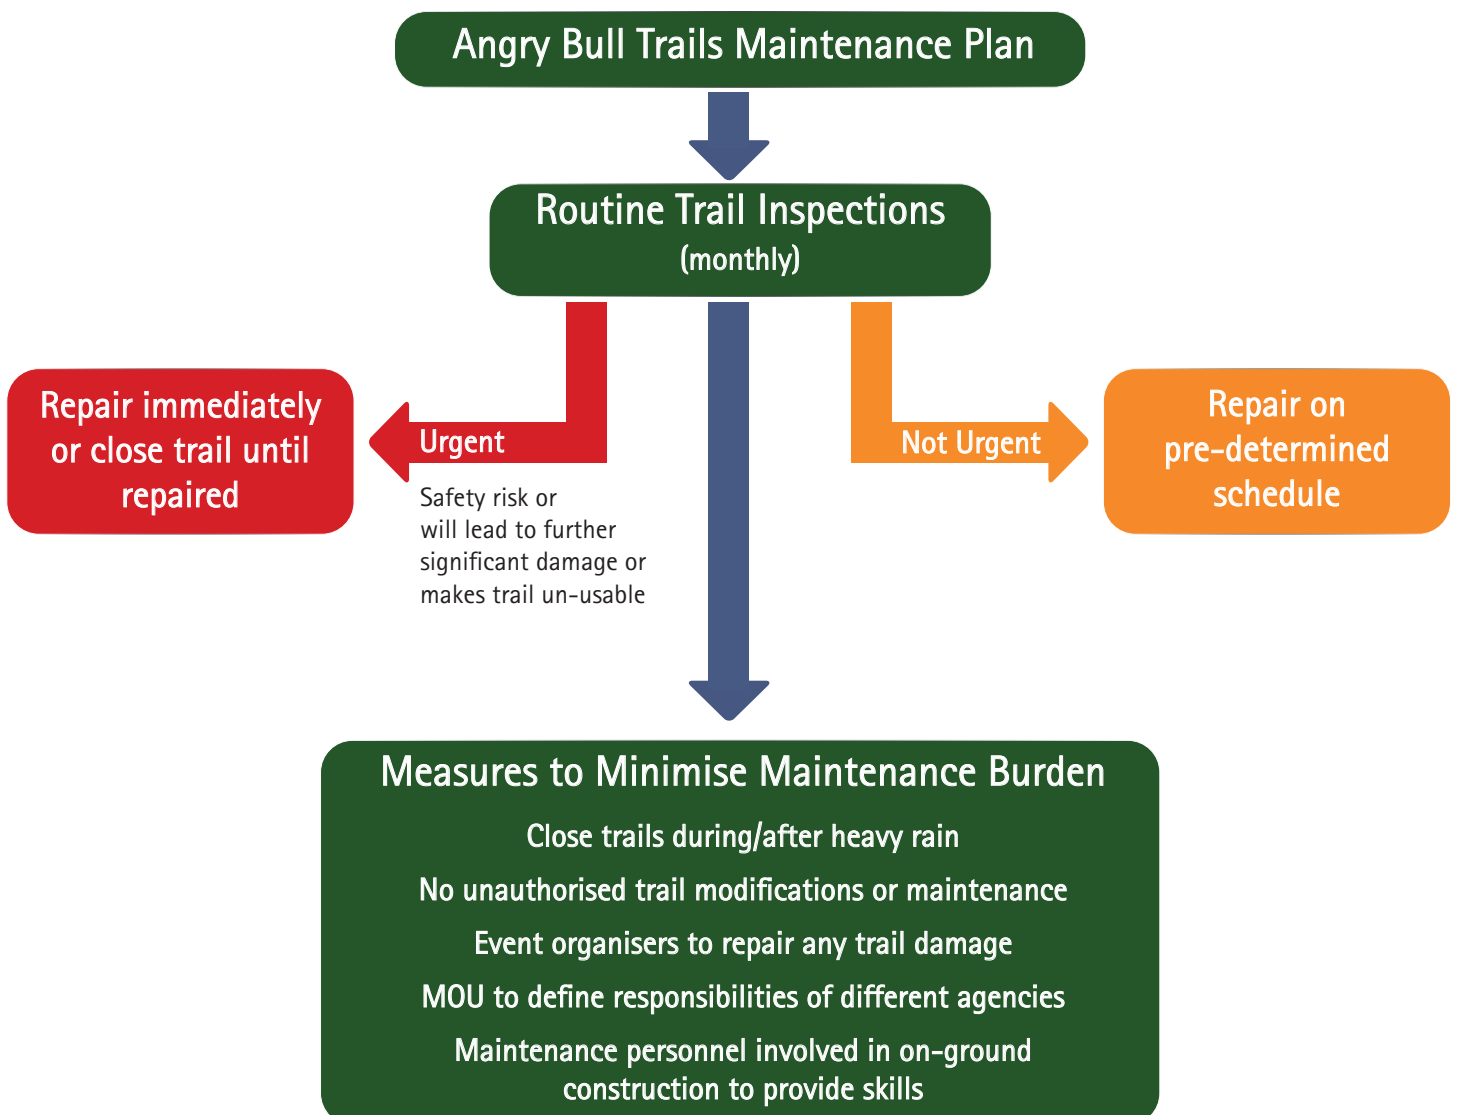 Angry Bull Trails Maintenance Plan
Routine Trail Inspections
(monthly)
Repair immediately
or close trail until
repaired
Urgent
Safety risk or
will lead to further
significant damage or
makes trail un-usable
Not Urgent
Repair on
pre-determined
schedule
Measures to Minimise Maintenance Burden
Close trails during/after heavy rain
No unauthorised trail modifications or maintenance
Event organisers to repair any trail damage
MOU to define responsibilities of different agencies
Maintenance personnel involved in on-ground
construction to provide skills